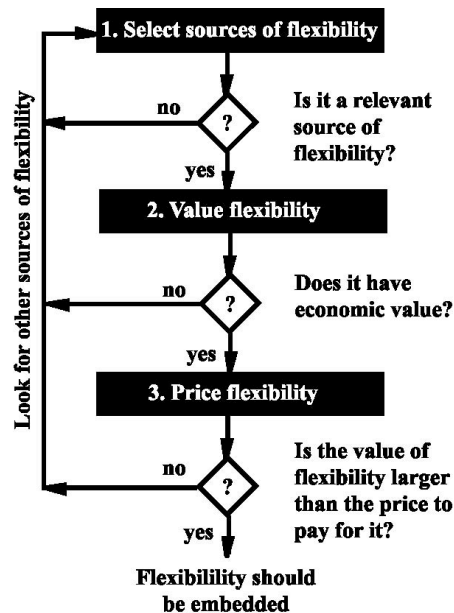 1. Select sources of flexibility
no
?
Is it a relevant
source of
flexibility?
yes
2. Value flexibility
no
?
Does it have
economic value?
yes
3. Price flexibility
no
?
Is the value of
flexibility larger
than the price to
pay for it?
yes
Flexibilility should
be embedded
Look for other sources of flexibility